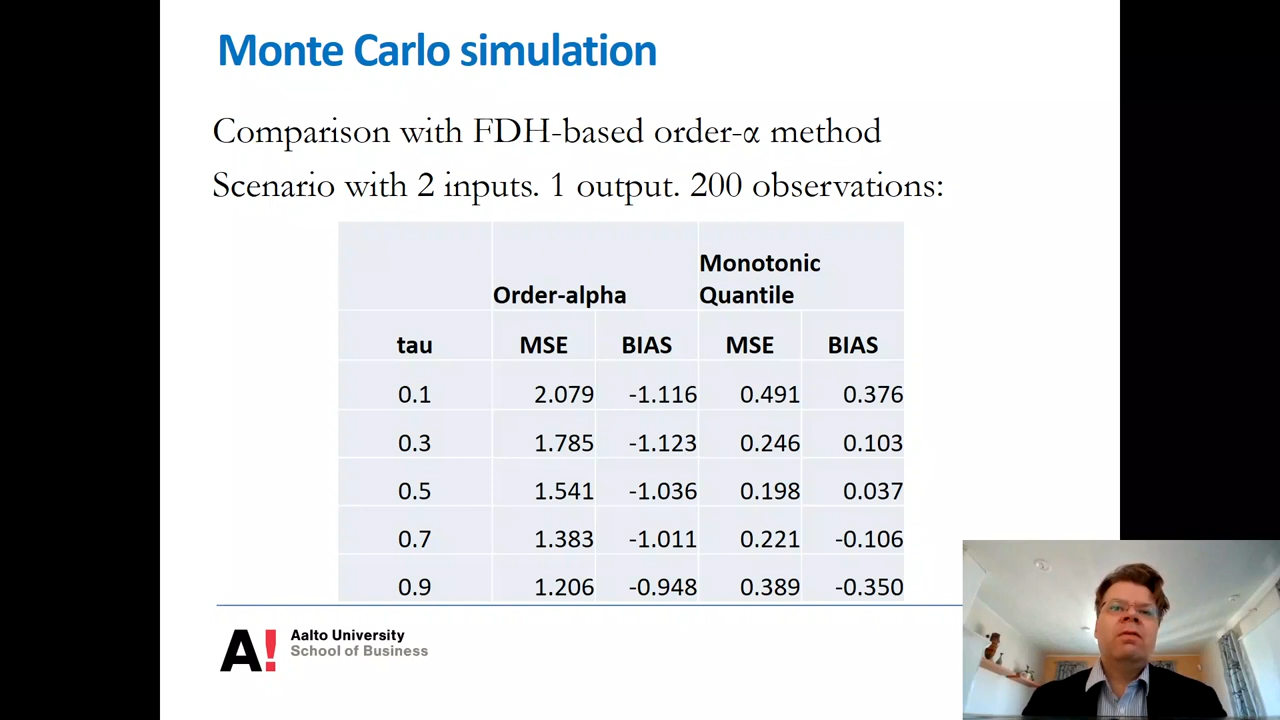 Monte Carlo simulation
Comparison with FDH-based order-α method
Scenario with 2 inputs. 1 output. 200 observations:
Order-alpha Monotonic Quantile
tau MSE BIAS MSE BIAS
0.1 2.079 -1.116 0.491 0.376
0.3 1.785 -1.123 0.246 0.103
0.5 1.541 -1.036 0.198 0.037
0.7 1.383 -1.011 0.221 -0.106
0.9 1.206 -0.948 0.389 -0.350
A! Aalto University
School of Business